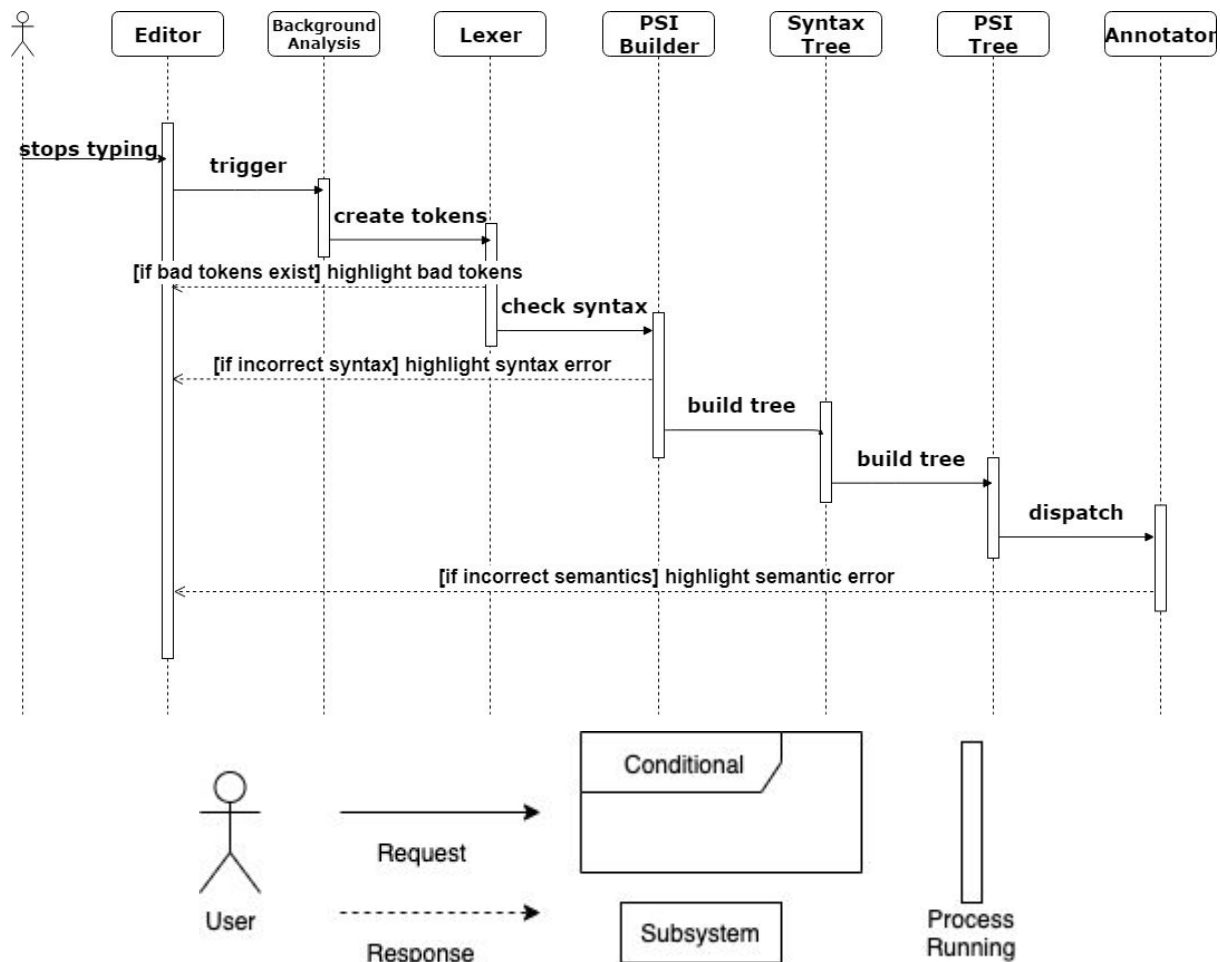 Editor
Background
Analysis
Lexer
PSI
Builder
Syntax
Tree
PSI
Tree
Annotator
stops typing
trigger
create tokens
[if bad tokens exist] highlight bad tokens
check syntax
[if incorrect syntax] highlight syntax error
build tree
build tree
dispatch
[if incorrect semantics] highlight semantic error
Conditional
Request
User
Response
Subsystem
Process
Running